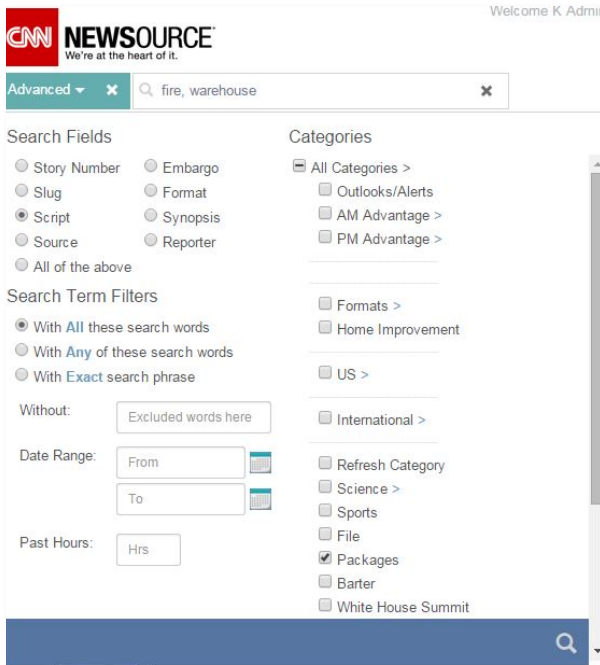 Welcome K Admi
CNN NEWSOURCE
We're at the heart of it.
Advanced
fire, warehouse
Search Fields
Story Number Embargo
Slug Format
Script Synopsis
Source Reporter
All of the above
Search Term Filters
With All these search words
With Any of these search words
With Exact search phrase
Without: Excluded words here
Date Range: From
To
Past Hours: Hrs
Categories
All Categories >
Outlooks/Alerts
AM Advantage >
PM Advantage >
Formats >
Home Improvement
US >
International >
Refresh Category
Science >
Sports
File
Packages
Barter
White House Summit